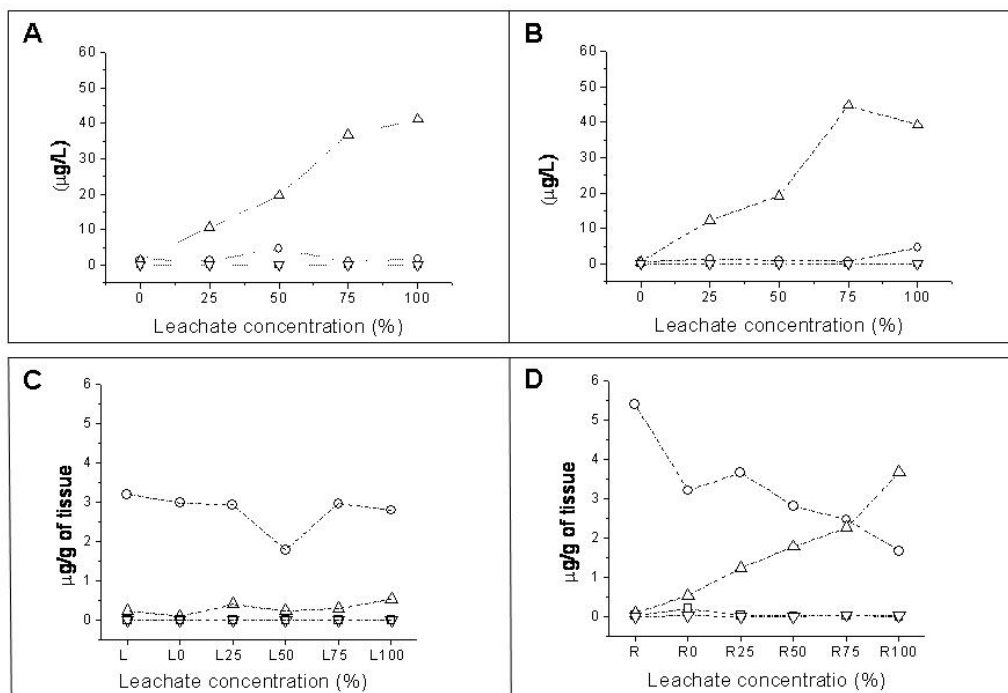 A
60
50
40
30
20
10
0
(µg/L)
0 25 50 75 100
Leachate concentration (%)
B
60
50
40
30
20
10
0
(µg/L)
0 25 50 75 100
Leachate concentration (%)
C
6
5
4
3
2
1
0
µg/g of tissue
L L0 L25 L50 L75 L100
Leachate concentration (%)
D
6
5
4
3
2
1
0
µg/g of tissue
R R0 R25 R50 R75 R100
Leachate concentratio (%)